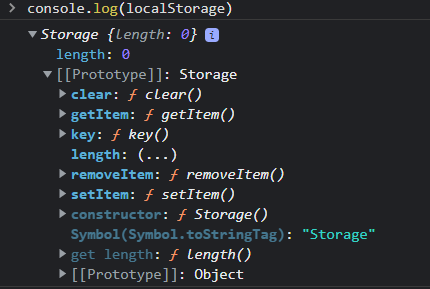 > console.log(localStorage)
▼ Storage {length: 0} i
length: 0
▼ [[Prototype]]: Storage
▶ clear: ƒ clear()
▶ getItem: ƒ getItem()
▶ key: ƒ key()
length: (...)
▶ removeItem: ƒ removeItem()
▶ setItem: ƒ setItem()
▶ constructor: ƒ Storage()
Symbol(Symbol.toStringTag): "Storage"
▶ get length: ƒ length()
▶ [[Prototype]]: Object